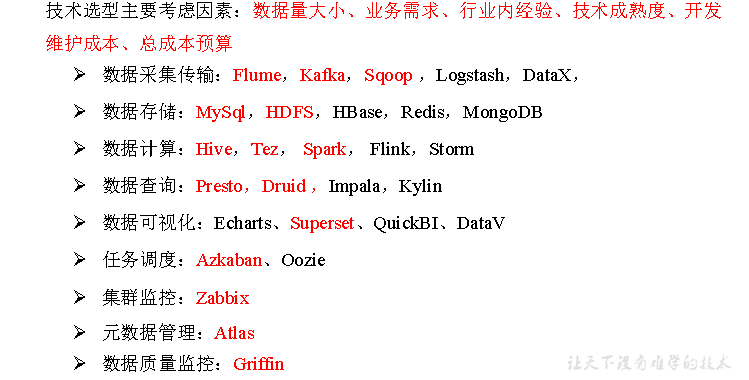 技术选型主要考虑因素：数据量大小、业务需求、行业内经验、技术成熟度、开发
维护成本、总成本预算
➢ 数据采集传输：Flume，Kafka，Sqoop ，Logstash，DataX，
➢ 数据存储：MySql，HDFS，HBase，Redis，MongoDB
➢ 数据计算：Hive，Tez， Spark， Flink，Storm
➢ 数据查询：Presto，Druid ，Impala，Kylin
➢ 数据可视化：Echarts、Superset、QuickBI、DataV
➢ 任务调度：Azkaban、Oozie
➢ 集群监控：Zabbix
➢ 元数据管理：Atlas
➢ 数据质量监控：Griffin
让天下没有难学的技术